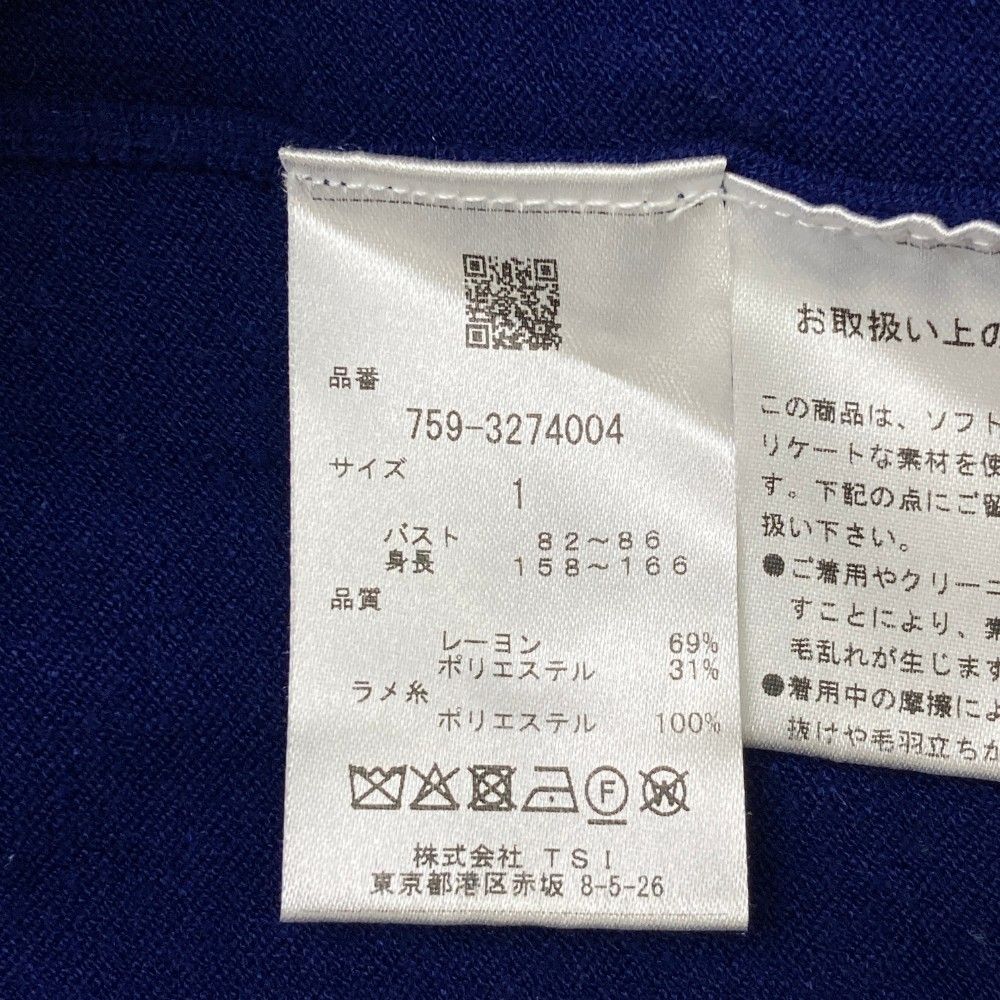 品番
759-3274004
サイズ
1
バスト 82～86
身長 158～166
品質
レーヨン 69%
ポリエステル 31%
ラメ糸
ポリエステル 100%
F W
株式会社 TSI
東京都港区赤坂 8-5-26
お取扱い上の
この商品は、ソフト
リケートな素材を使
す。下記の点にご留
扱い下さい。
●ご着用やクリーニ
すことにより、
毛乱れが生じます
●着用中の摩擦によ
抜けや毛羽立ちが